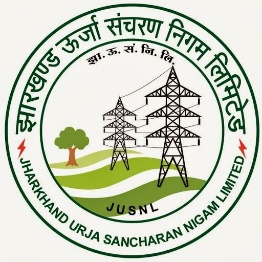 झारखण्ड ऊर्जा संचरण निगम लिमिटेड
झा. ऊ. सं. नि. लि.
JUSNL
JHARKHAND URJA SANCHARAN NIGAM LIMITED